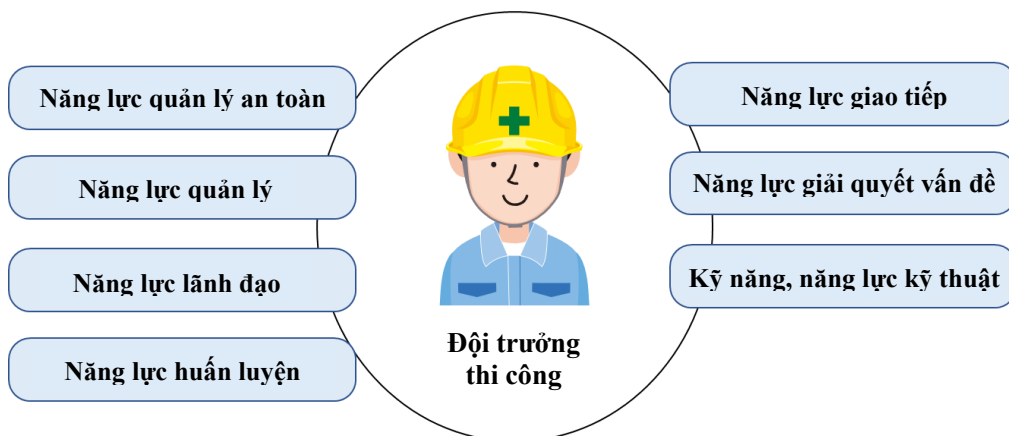 Năng lực quản lý an toàn
Năng lực quản lý
Năng lực lãnh đạo
Năng lực huấn luyện
Năng lực giao tiếp
Năng lực giải quyết vấn đề
Kỹ năng, năng lực kỹ thuật
Đội trưởng
thi công